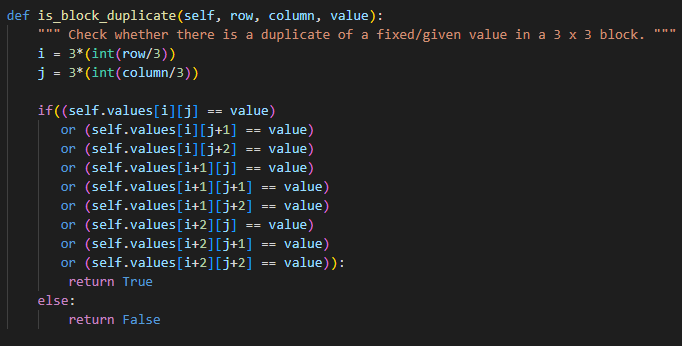 def is_block_duplicate(self, row, column, value):
    """ Check whether there is a duplicate of a fixed/given value in a 3 x 3 block. """
    i = 3*(int(row/3))
    j = 3*(int(column/3))

    if((self.values[i][j] == value)
       or (self.values[i][j+1] == value)
       or (self.values[i][j+2] == value)
       or (self.values[i+1][j] == value)
       or (self.values[i+1][j+1] == value)
       or (self.values[i+1][j+2] == value)
       or (self.values[i+2][j] == value)
       or (self.values[i+2][j+1] == value)
       or (self.values[i+2][j+2] == value)):
        return True
    else:
        return False